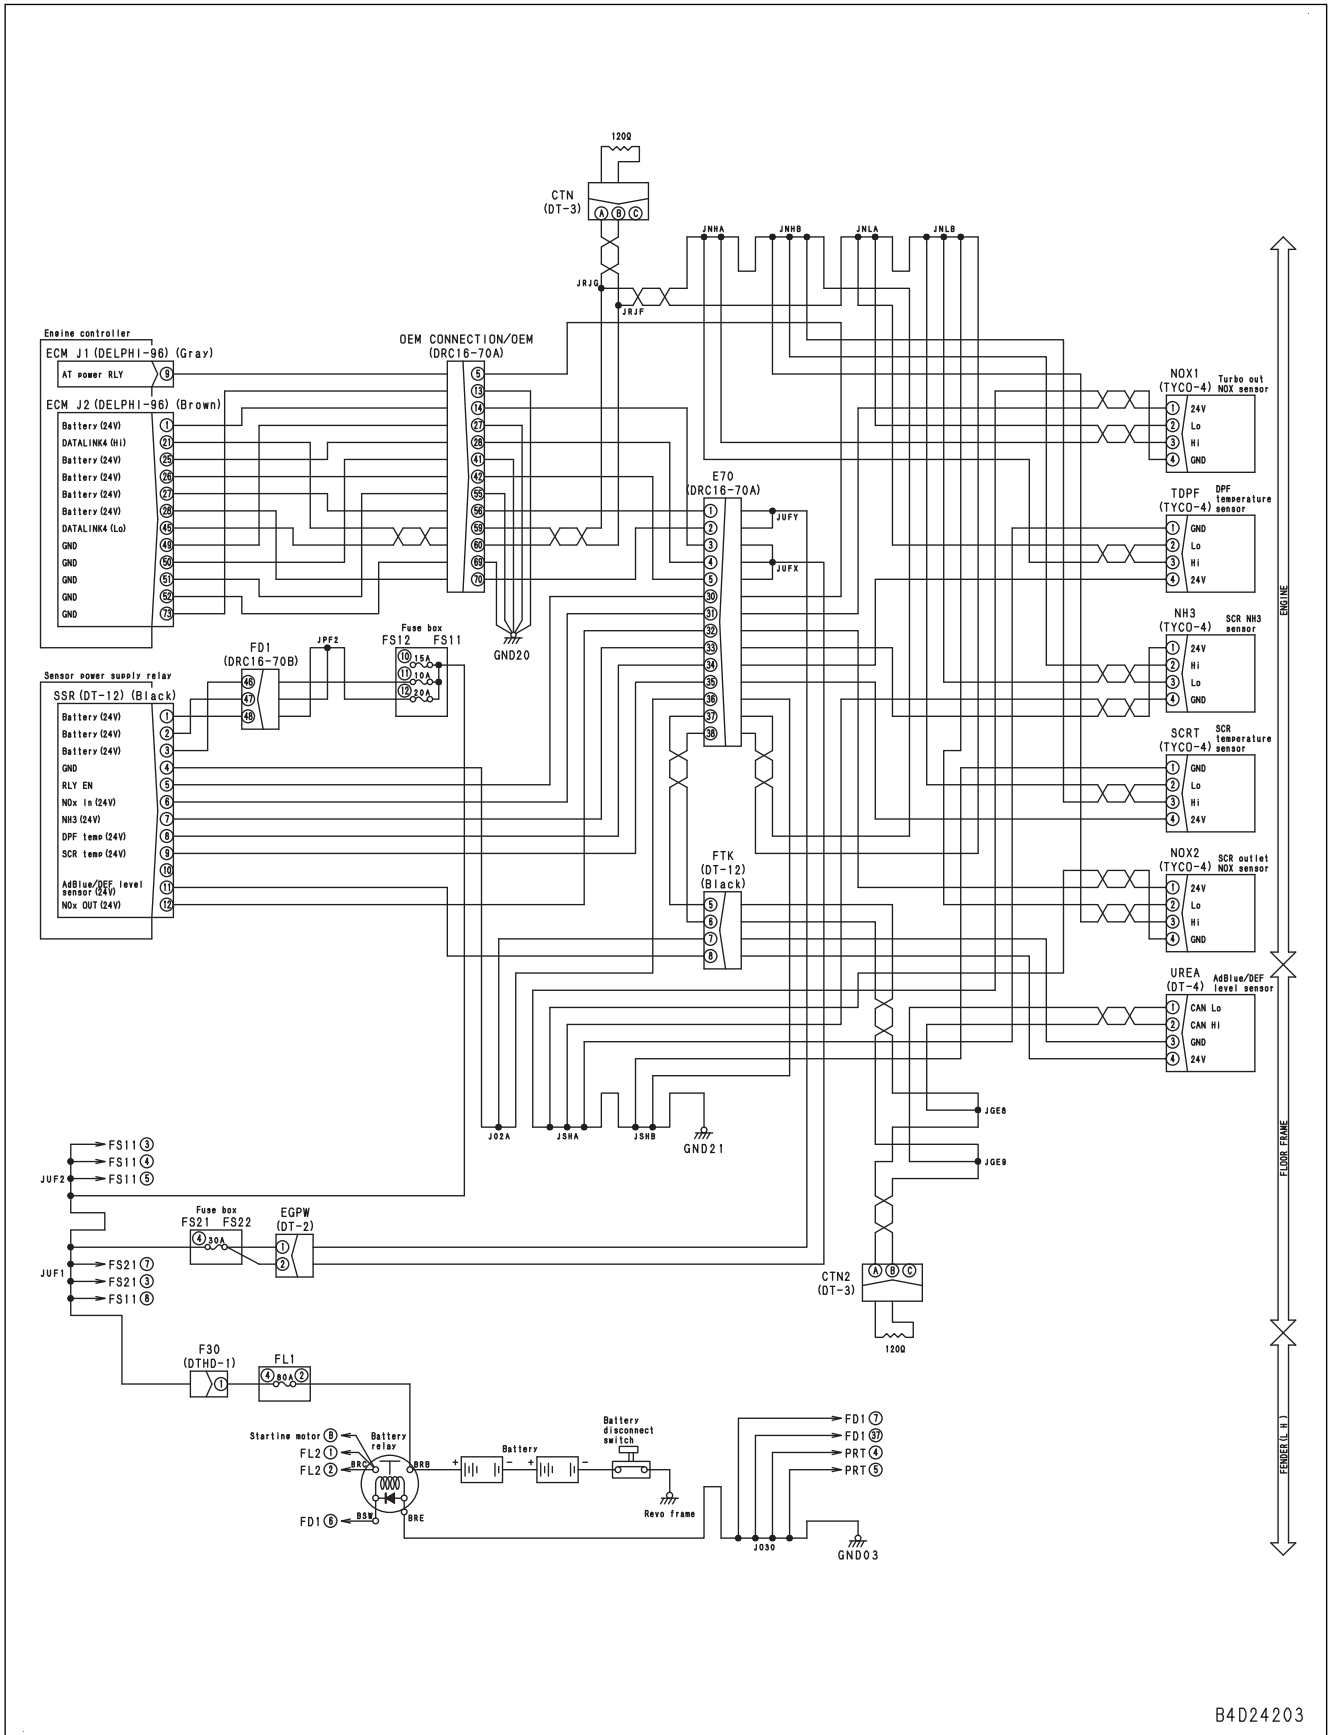 120Ω
CTN
(DT-3)
A B C
JNHA
JNHB
JNLA
JNLB
JRJG
JRJF
Engine controller
ECM J1 (DELPHI-96) (Gray)
AT power RLY 9
ECM J2 (DELPHI-96) (Brown)
Battery (24V) 1
DATALINK4 (Hi) 21
Battery (24V) 25
Battery (24V) 26
Battery (24V) 27
Battery (24V) 28
DATALINK4 (Lo) 45
GND 49
GND 50
GND 51
GND 52
GND 73
OEM CONNECTION/OEM
(DRC16-70A)
5
13
14
27
28
41
42
55
56
59
60
69
70
GND20
E70
(DRC16-70A)
1
2
3
4
5
30
31
32
33
34
35
36
37
38
JUFY
JUFX
NOX1
(TYCO-4)
Turbo out
NOX sensor
1 24V
2 Lo
3 Hi
4 GND
TDPF
(TYCO-4)
DPF
temperature
sensor
1 GND
2 Lo
3 Hi
4 24V
NH3
(TYCO-4)
SCR NH3
sensor
1 24V
2 Hi
3 Lo
4 GND
SCRT
(TYCO-4)
SCR
temperature
sensor
1 GND
2 Lo
3 Hi
4 24V
NOX2
(TYCO-4)
SCR outlet
NOX sensor
1 24V
2 Lo
3 Hi
4 GND
UREA
(DT-4)
AdBlue/DEF
level sensor
1 CAN Lo
2 CAN Hi
3 GND
4 24V
ENGINE
FLOOR FRAME
FENDER(L H )
FD1
(DRC16-70B)
46
47
48
JPF2
Fuse box
FS12 FS11
10 15A
11 10A
12 20A
Sensor power supply relay
SSR (DT-12) (Black)
Battery (24V) 1
Battery (24V) 2
Battery (24V) 3
GND 4
RLY EN 5
NOx In (24V) 6
NH3 (24V) 7
DPF temp (24V) 8
SCR temp (24V) 9
10
AdBlue/DEF level
sensor (24V) 11
NOx OUT (24V) 12
FTK
(DT-12)
(Black)
5
6
7
8
J02A
JSHA
JSHB
GND21
JGE8
JGE9
JUF2
FS11 3
FS11 4
FS11 5
Fuse box
FS21 FS22
4 30A
EGPW
(DT-2)
1
2
JUF1
FS21 7
FS21 3
FS11 8
CTN2
(DT-3)
A B C
120Ω
F30
(DTHD-1)
1
FL1
4 80A 2
Starting motor B
FL2 1
FL2 2
FD1 6
Battery
relay
BRC
BRB
BSW
BRE
Battery
+ - + -
Battery
disconnect
switch
Revo frame
FD1 7
FD1 37
PRT 4
PRT 5
J030
GND03
B4D24203